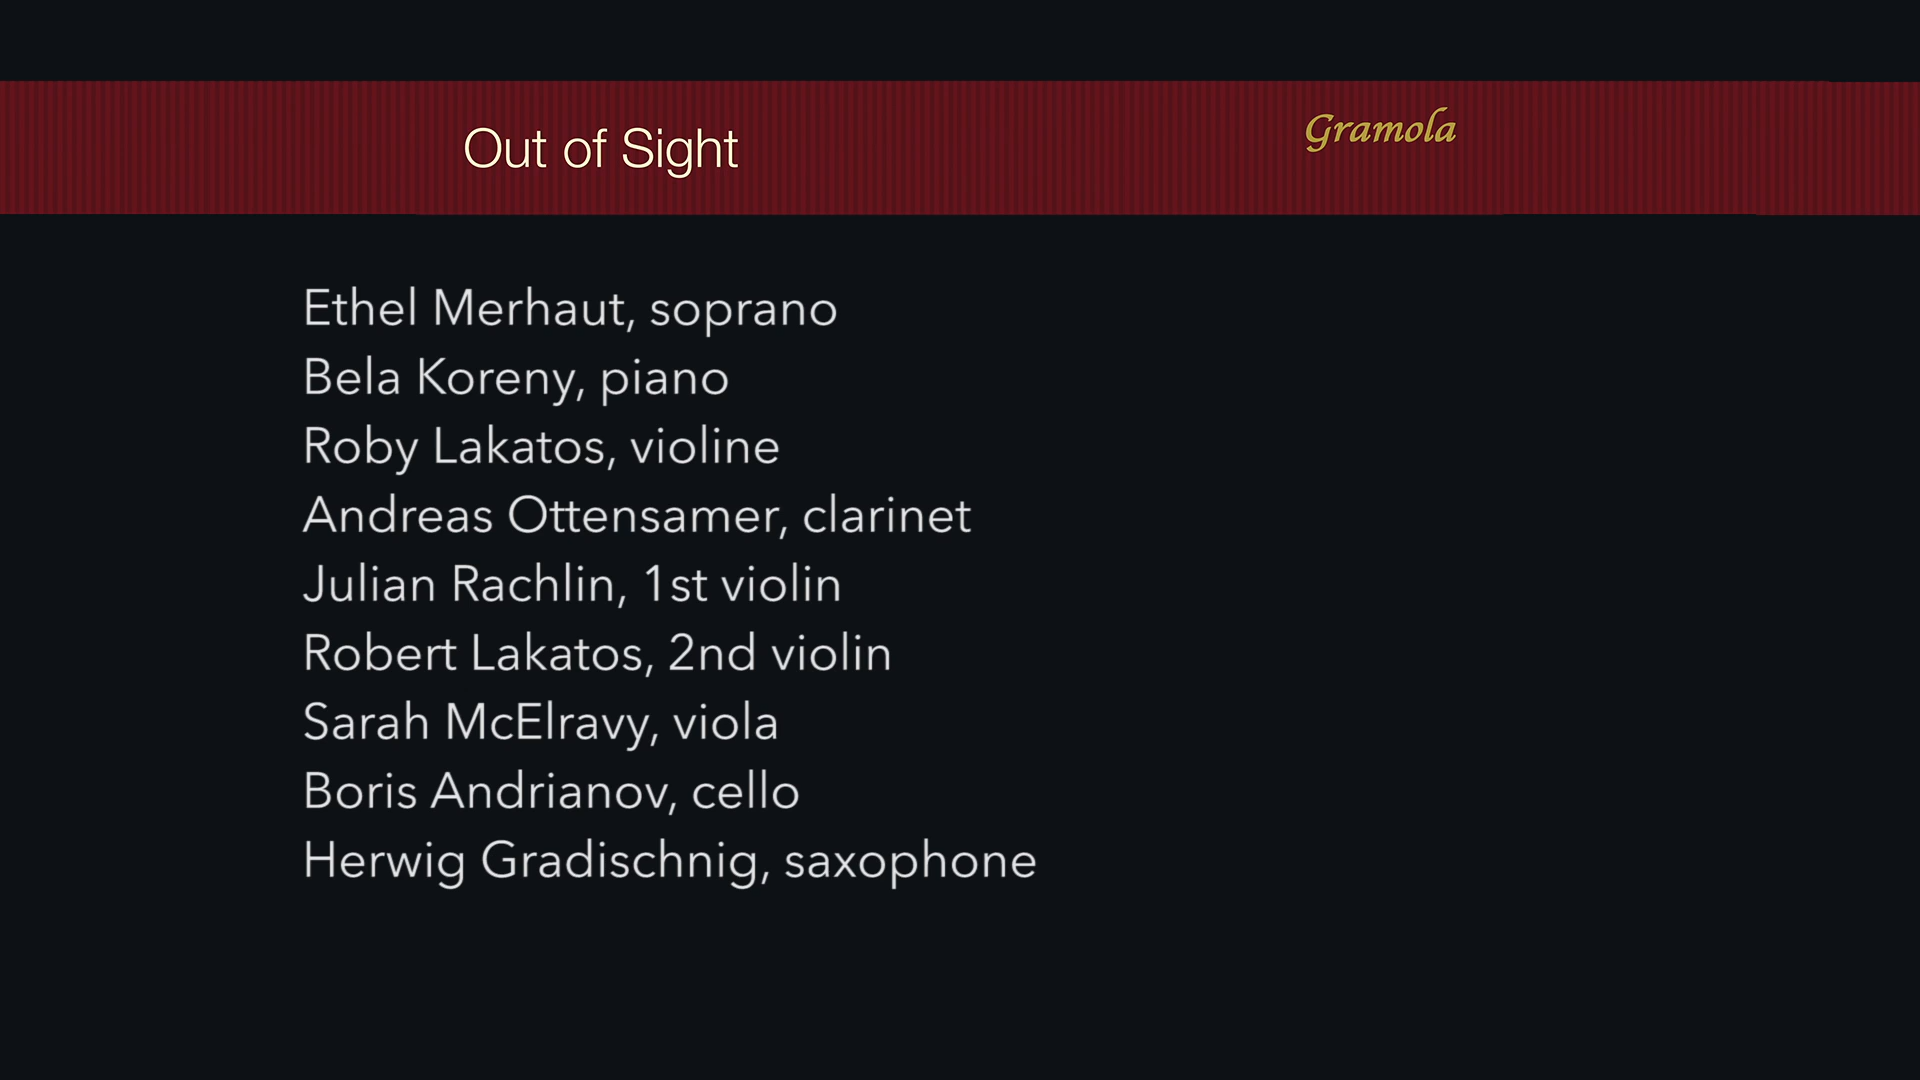 Out of Sight
Gramola
Ethel Merhaut, soprano
Bela Koreny, piano
Roby Lakatos, violine
Andreas Ottensamer, clarinet
Julian Rachlin, 1st violin
Robert Lakatos, 2nd violin
Sarah McElravy, viola
Boris Andrianov, cello
Herwig Gradischnig, saxophone